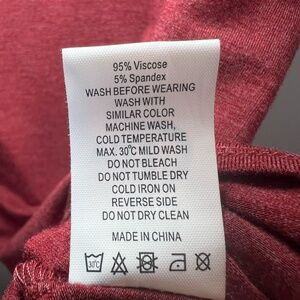 95% Viscose
5% Spandex
WASH BEFORE WEARING
WASH WITH
SIMILAR COLOR
MACHINE WASH,
COLD TEMPERATURE
MAX. 30℃ MILD WASH
DO NOT BLEACH
DO NOT TUMBLE DRY
COLD IRON ON
REVERSE SIDE
DO NOT DRY CLEAN
MADE IN CHINA
30℃